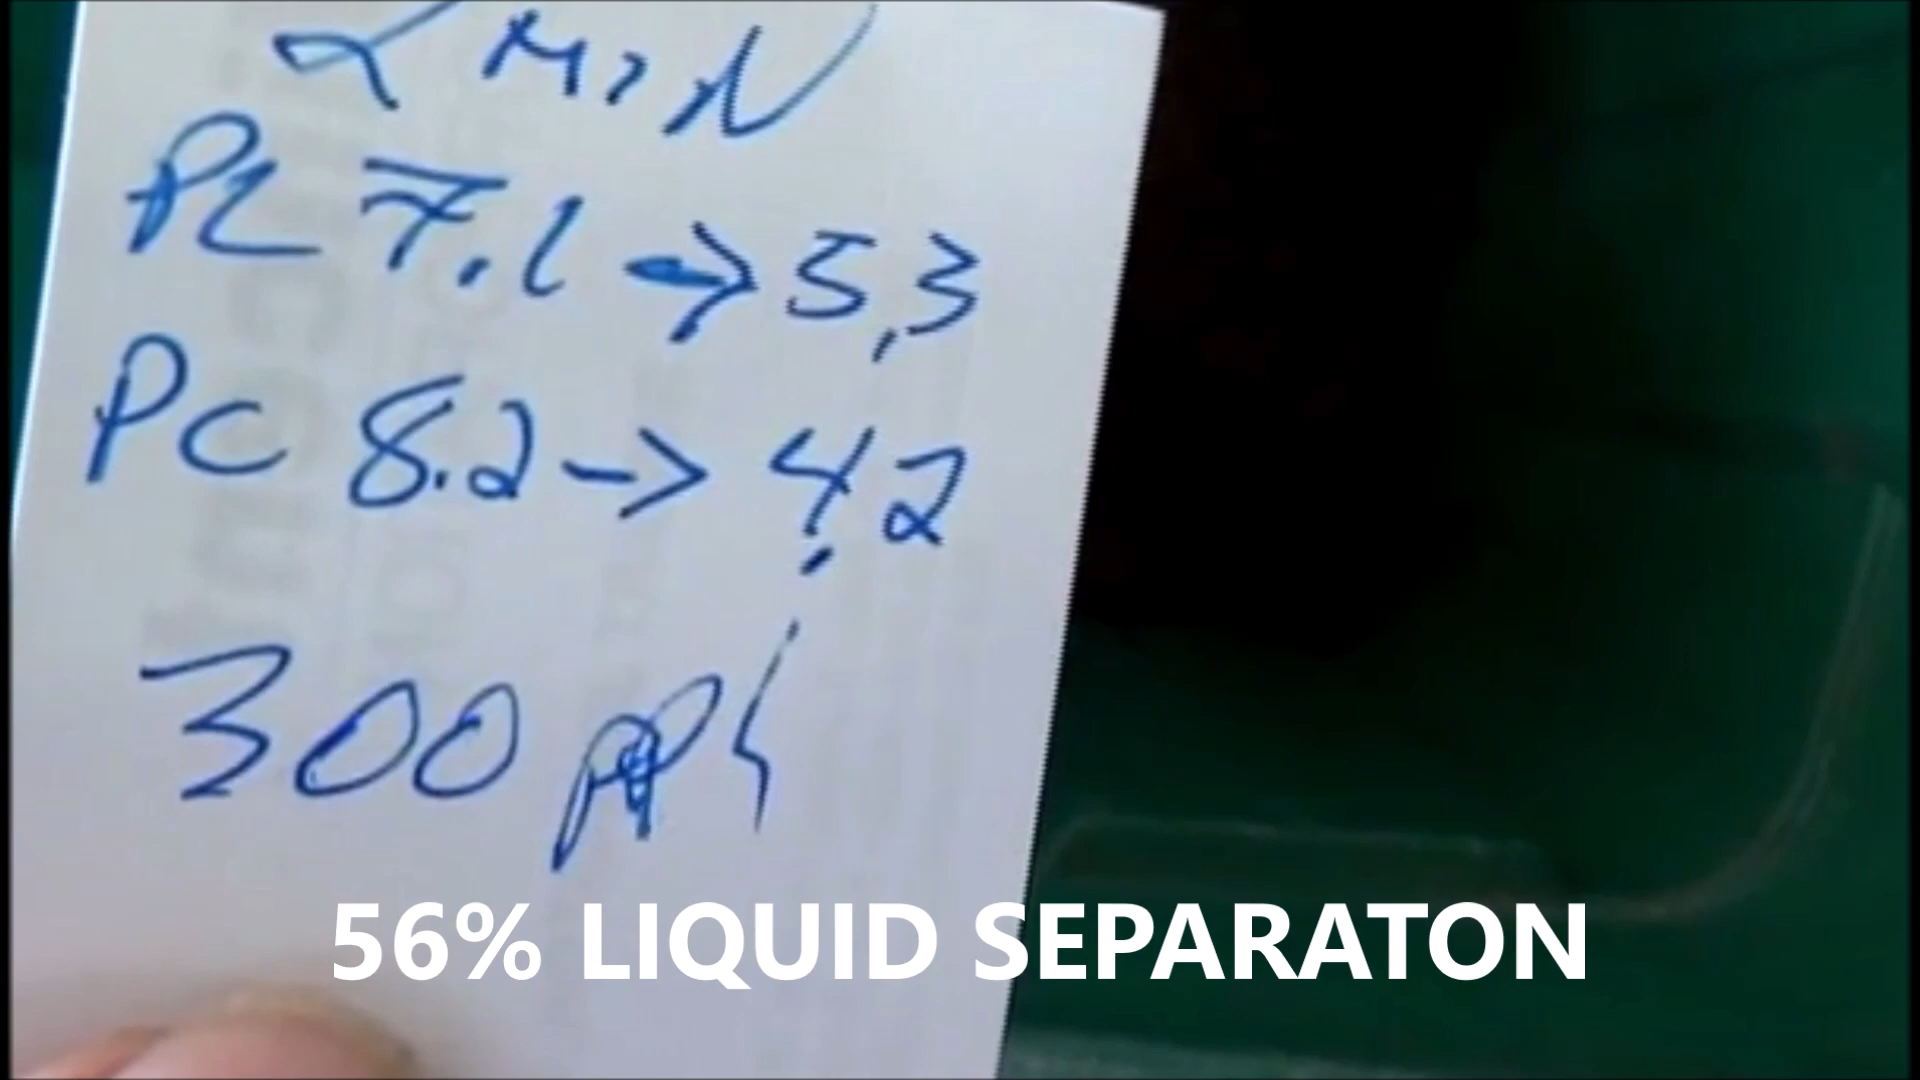 2 MIN
PL 7.1 → 5,3
PC 8.2 → 4.2
300
56% LIQUID SEPARATON